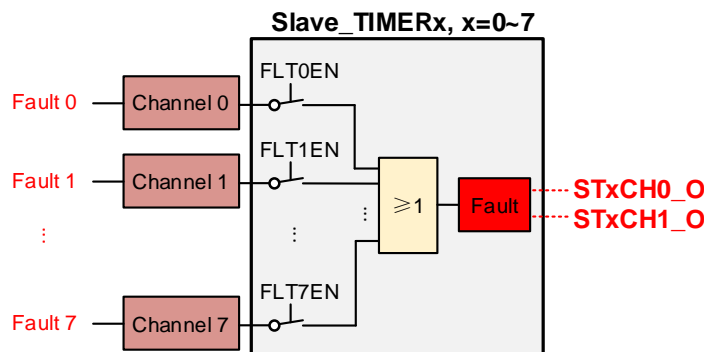 Slave_TIMERx, x=0~7
FLT0EN
Fault 0
Channel 0
FLT1EN
Fault 1
Channel 1
≥1
Fault
STxCH0_O
STxCH1_O
⋮
⋮
⋮
FLT7EN
Fault 7
Channel 7